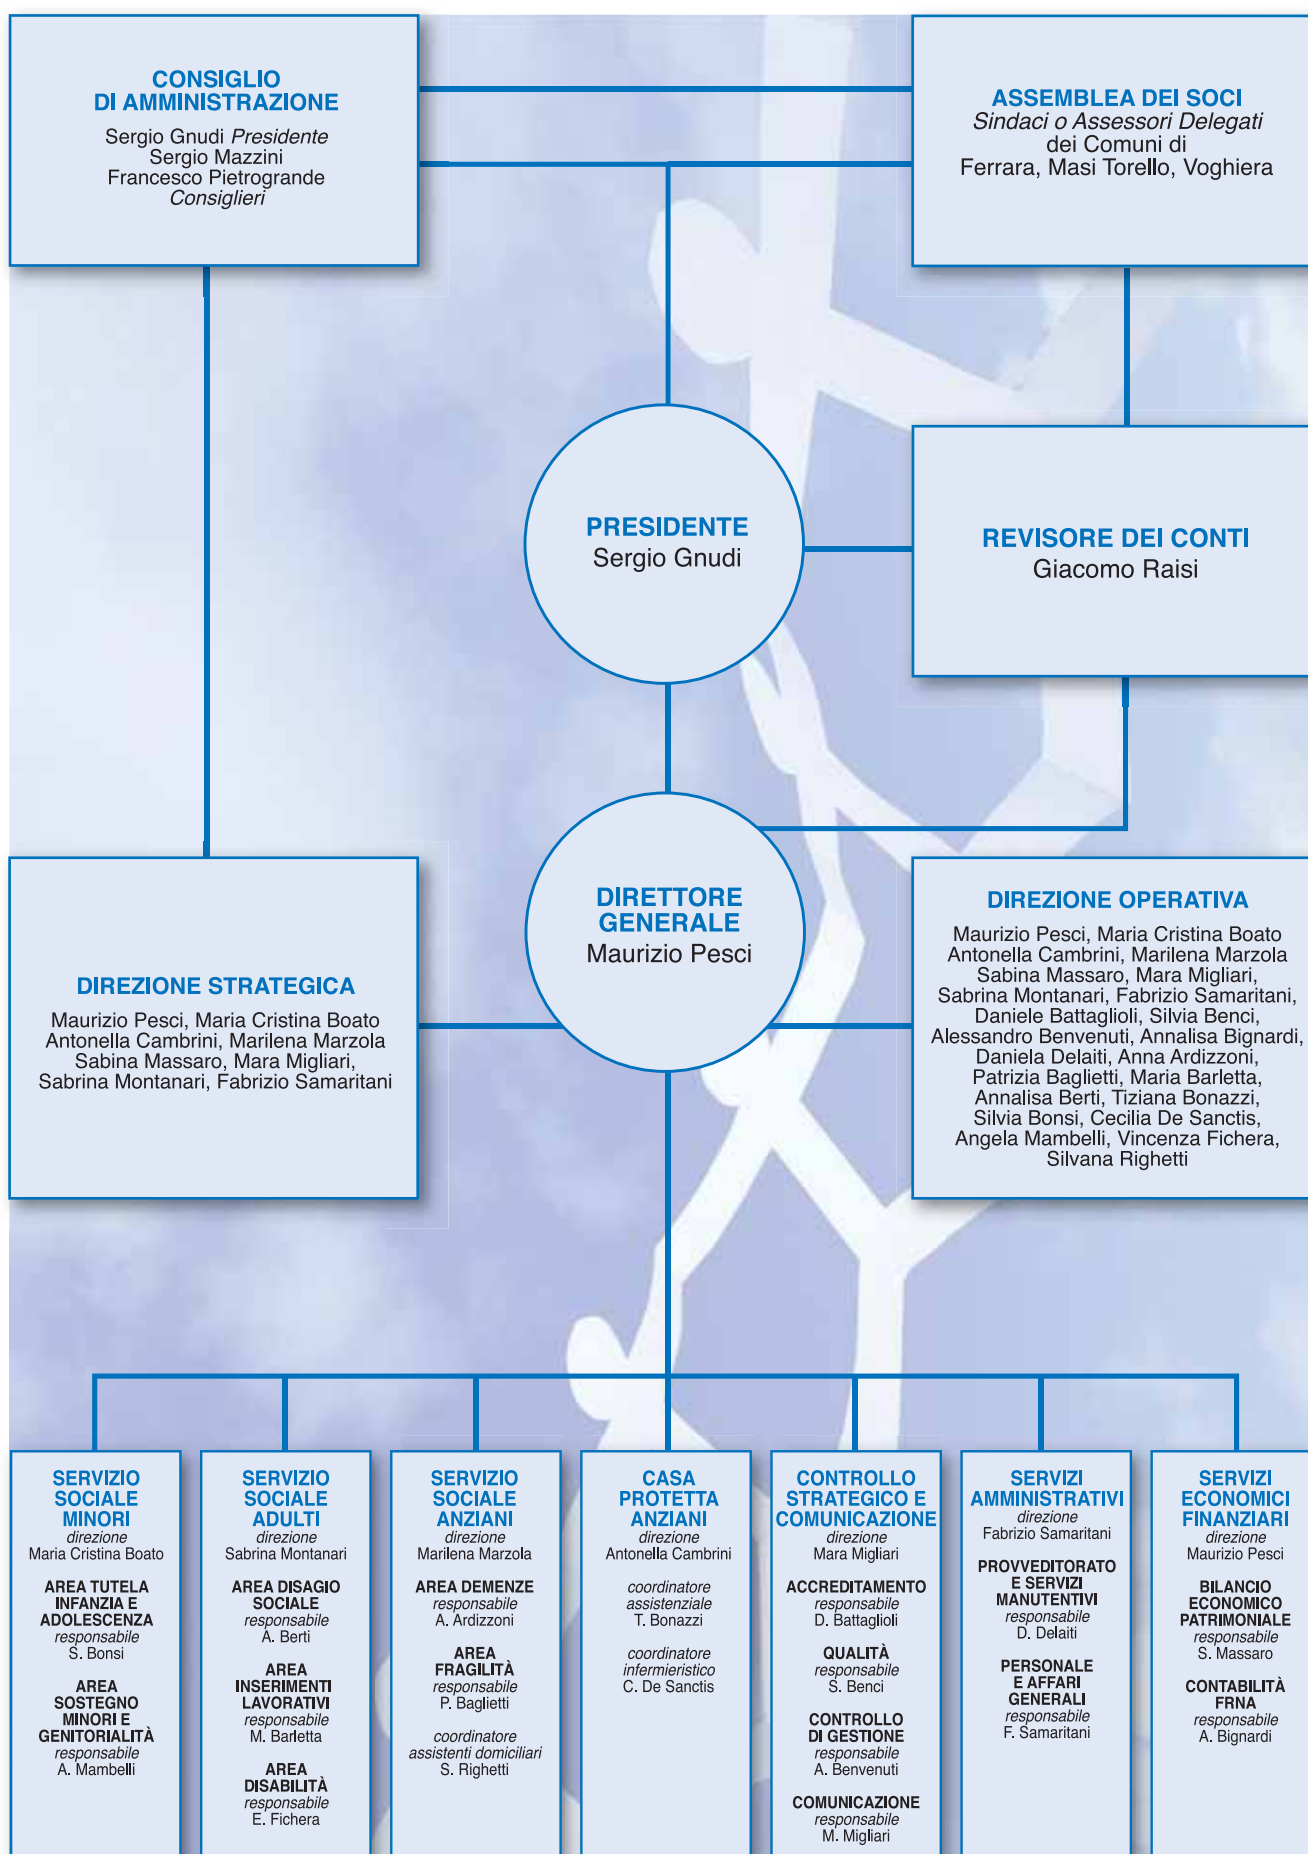 CONSIGLIO
DI AMMINISTRAZIONE
Sergio Gnudi Presidente
Sergio Mazzini
Francesco Pietrogrande
Consiglieri
ASSEMBLEA DEI SOCI
Sindaci o Assessori Delegati
dei Comuni di
Ferrara, Masi Torello, Voghiera
PRESIDENTE
Sergio Gnudi
REVISORE DEI CONTI
Giacomo Raisi
DIREZIONE STRATEGICA
Maurizio Pesci, Maria Cristina Boato
Antonella Cambrini, Marilena Marzola
Sabina Massaro, Mara Migliari,
Sabrina Montanari, Fabrizio Samaritani
DIRETTORE
GENERALE
Maurizio Pesci
DIREZIONE OPERATIVA
Maurizio Pesci, Maria Cristina Boato
Antonella Cambrini, Marilena Marzola
Sabina Massaro, Mara Migliari,
Sabrina Montanari, Fabrizio Samaritani,
Daniele Battaglioli, Silvia Benci,
Alessandro Benvenuti, Annalisa Bignardi,
Daniela Delaiti, Anna Ardizzoni,
Patrizia Baglietti, Maria Barletta,
Annalisa Berti, Tiziana Bonazzi,
Silvia Bonsi, Cecilia De Sanctis,
Angela Mambelli, Vincenza Fichera,
Silvana Righetti
SERVIZIO
SOCIALE
MINORI
direzione
Maria Cristina Boato
AREA TUTELA
INFANZIA E
ADOLESCENZA
responsabile
S. Bonsi
AREA
SOSTEGNO
MINORI E
GENITORIALITÀ
responsabile
A. Mambelli
SERVIZIO
SOCIALE
ADULTI
direzione
Sabrina Montanari
AREA DISAGIO
SOCIALE
responsabile
A. Berti
AREA
INSERIMENTI
LAVORATIVI
responsabile
M. Barletta
AREA
DISABILITÀ
responsabile
E. Fichera
SERVIZIO
SOCIALE
ANZIANI
direzione
Marilena Marzola
AREA DEMENZE
responsabile
A. Ardizzoni
AREA
FRAGILITÀ
responsabile
P. Baglietti
coordinatore
assistenti domiciliari
S. Righetti
CASA
PROTETTA
ANZIANI
direzione
Antonella Cambrini
coordinatore
assistenziale
T. Bonazzi
coordinatore
infermieristico
C. De Sanctis
CONTROLLO
STRATEGICO E
COMUNICAZIONE
direzione
Mara Migliari
ACCREDITAMENTO
responsabile
D. Battaglioli
QUALITÀ
responsabile
S. Benci
CONTROLLO
DI GESTIONE
responsabile
A. Benvenuti
COMUNICAZIONE
responsabile
M. Migliari
SERVIZI
AMMINISTRATIVI
direzione
Fabrizio Samaritani
PROVVEDITORATO
E SERVIZI
MANUTENTIVI
responsabile
D. Delaiti
PERSONALE
E AFFARI
GENERALI
responsabile
F. Samaritani
SERVIZI
ECONOMICI
FINANZIARI
direzione
Maurizio Pesci
BILANCIO
ECONOMICO
PATRIMONIALE
responsabile
S. Massaro
CONTABILITÀ
FRNA
responsabile
A. Bignardi